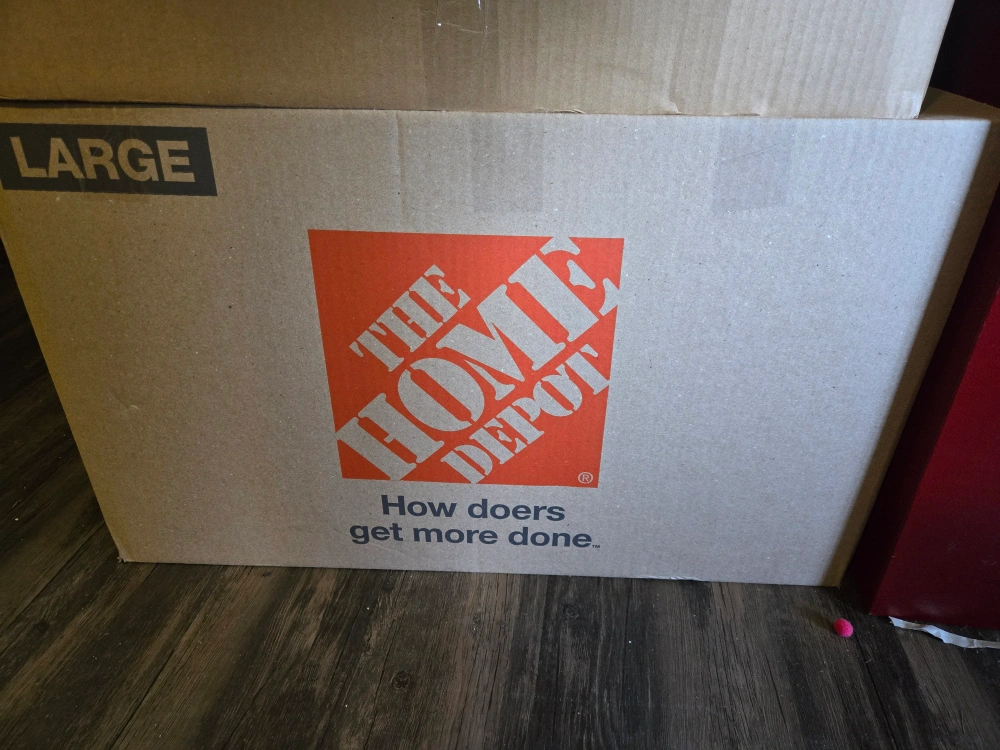 LARGE
THE
HOME
DEPOT
®
How doers
get more done.™